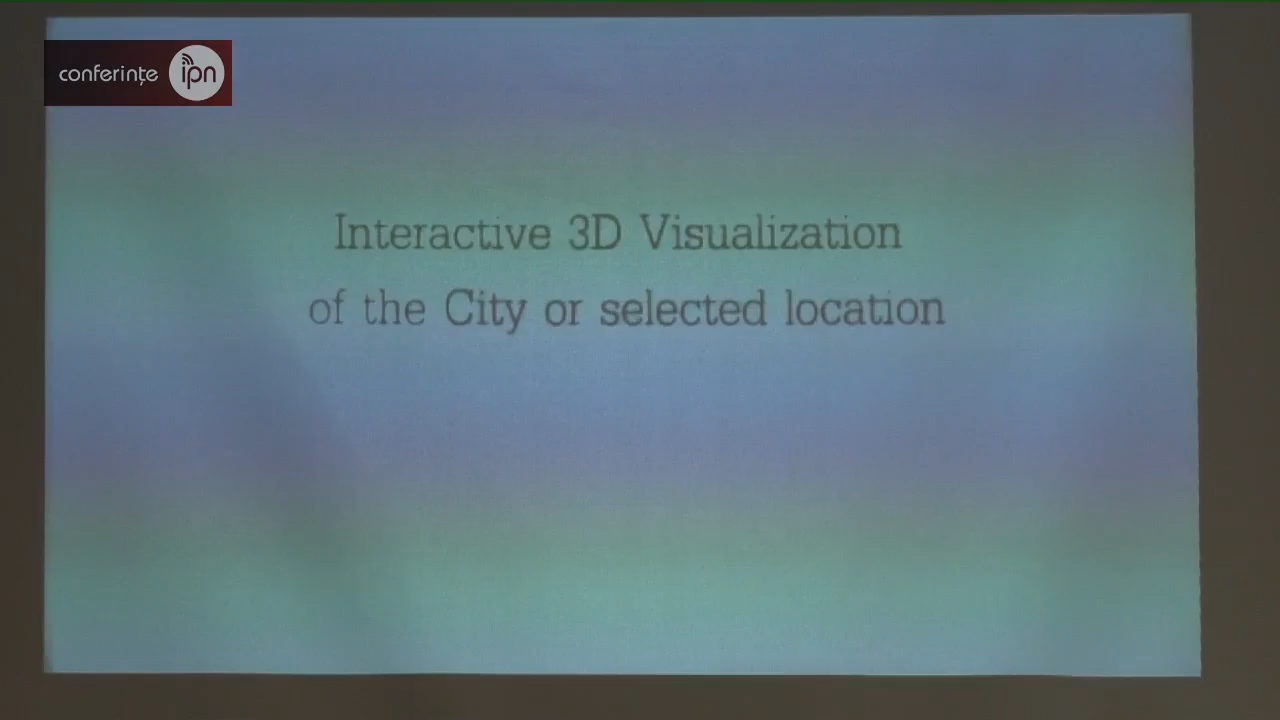 conferințe ipn
Interactive 3D Visualization
of the City or selected location